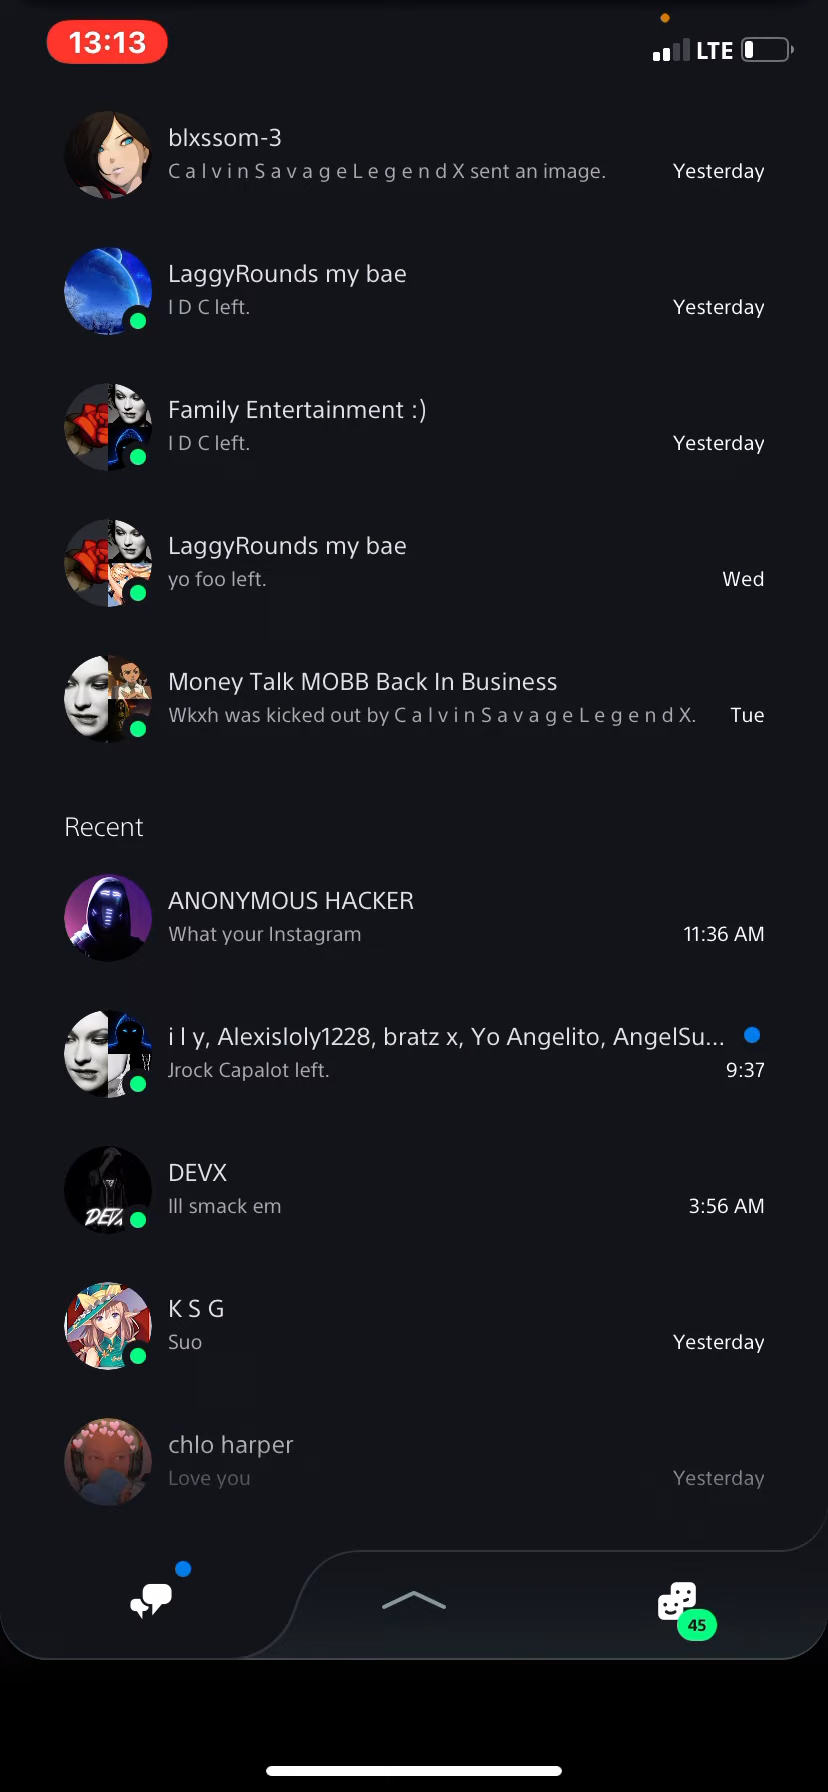 13:13
LTE
blxssom-3
C a l v i n S a v a g e L e g e n d X sent an image.
Yesterday
LaggyRounds my bae
I D C left.
Yesterday
Family Entertainment :)
I D C left.
Yesterday
LaggyRounds my bae
yo foo left.
Wed
Money Talk MOBB Back In Business
Wkxh was kicked out by C a l v i n S a v a g e L e g e n d X.
Tue
Recent
ANONYMOUS HACKER
What your Instagram
11:36 AM
i l y, Alexisloly1228, bratz x, Yo Angelito, AngelSu...
Jrock Capalot left.
9:37
DEVX
Ill smack em
3:56 AM
K S G
Suo
Yesterday
chlo harper
Love you
Yesterday
45